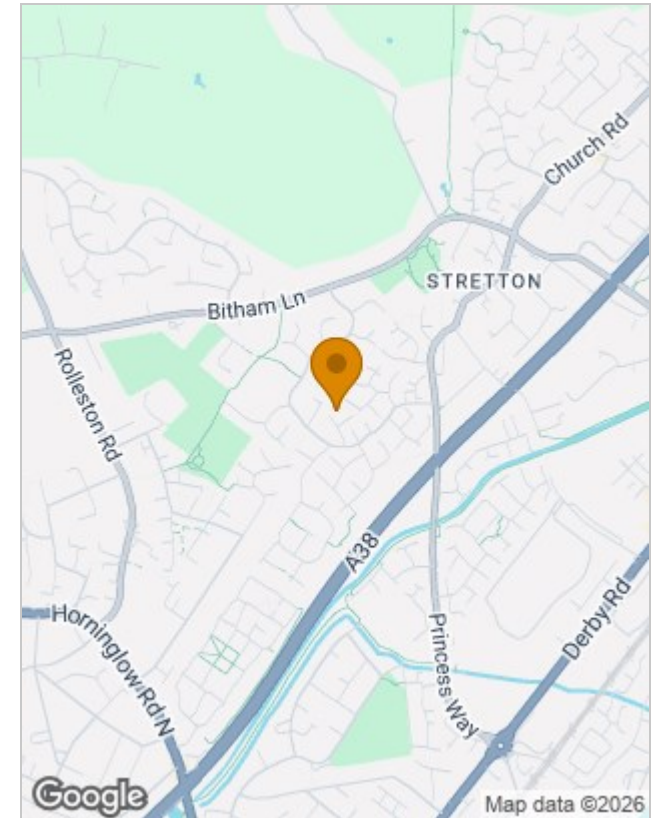 Church Rd
STRETTON
Bitham Ln
Rolleston Rd
A38
Horninglow Rd N
Princess Way
Derby Rd
Google
Map data ©2026